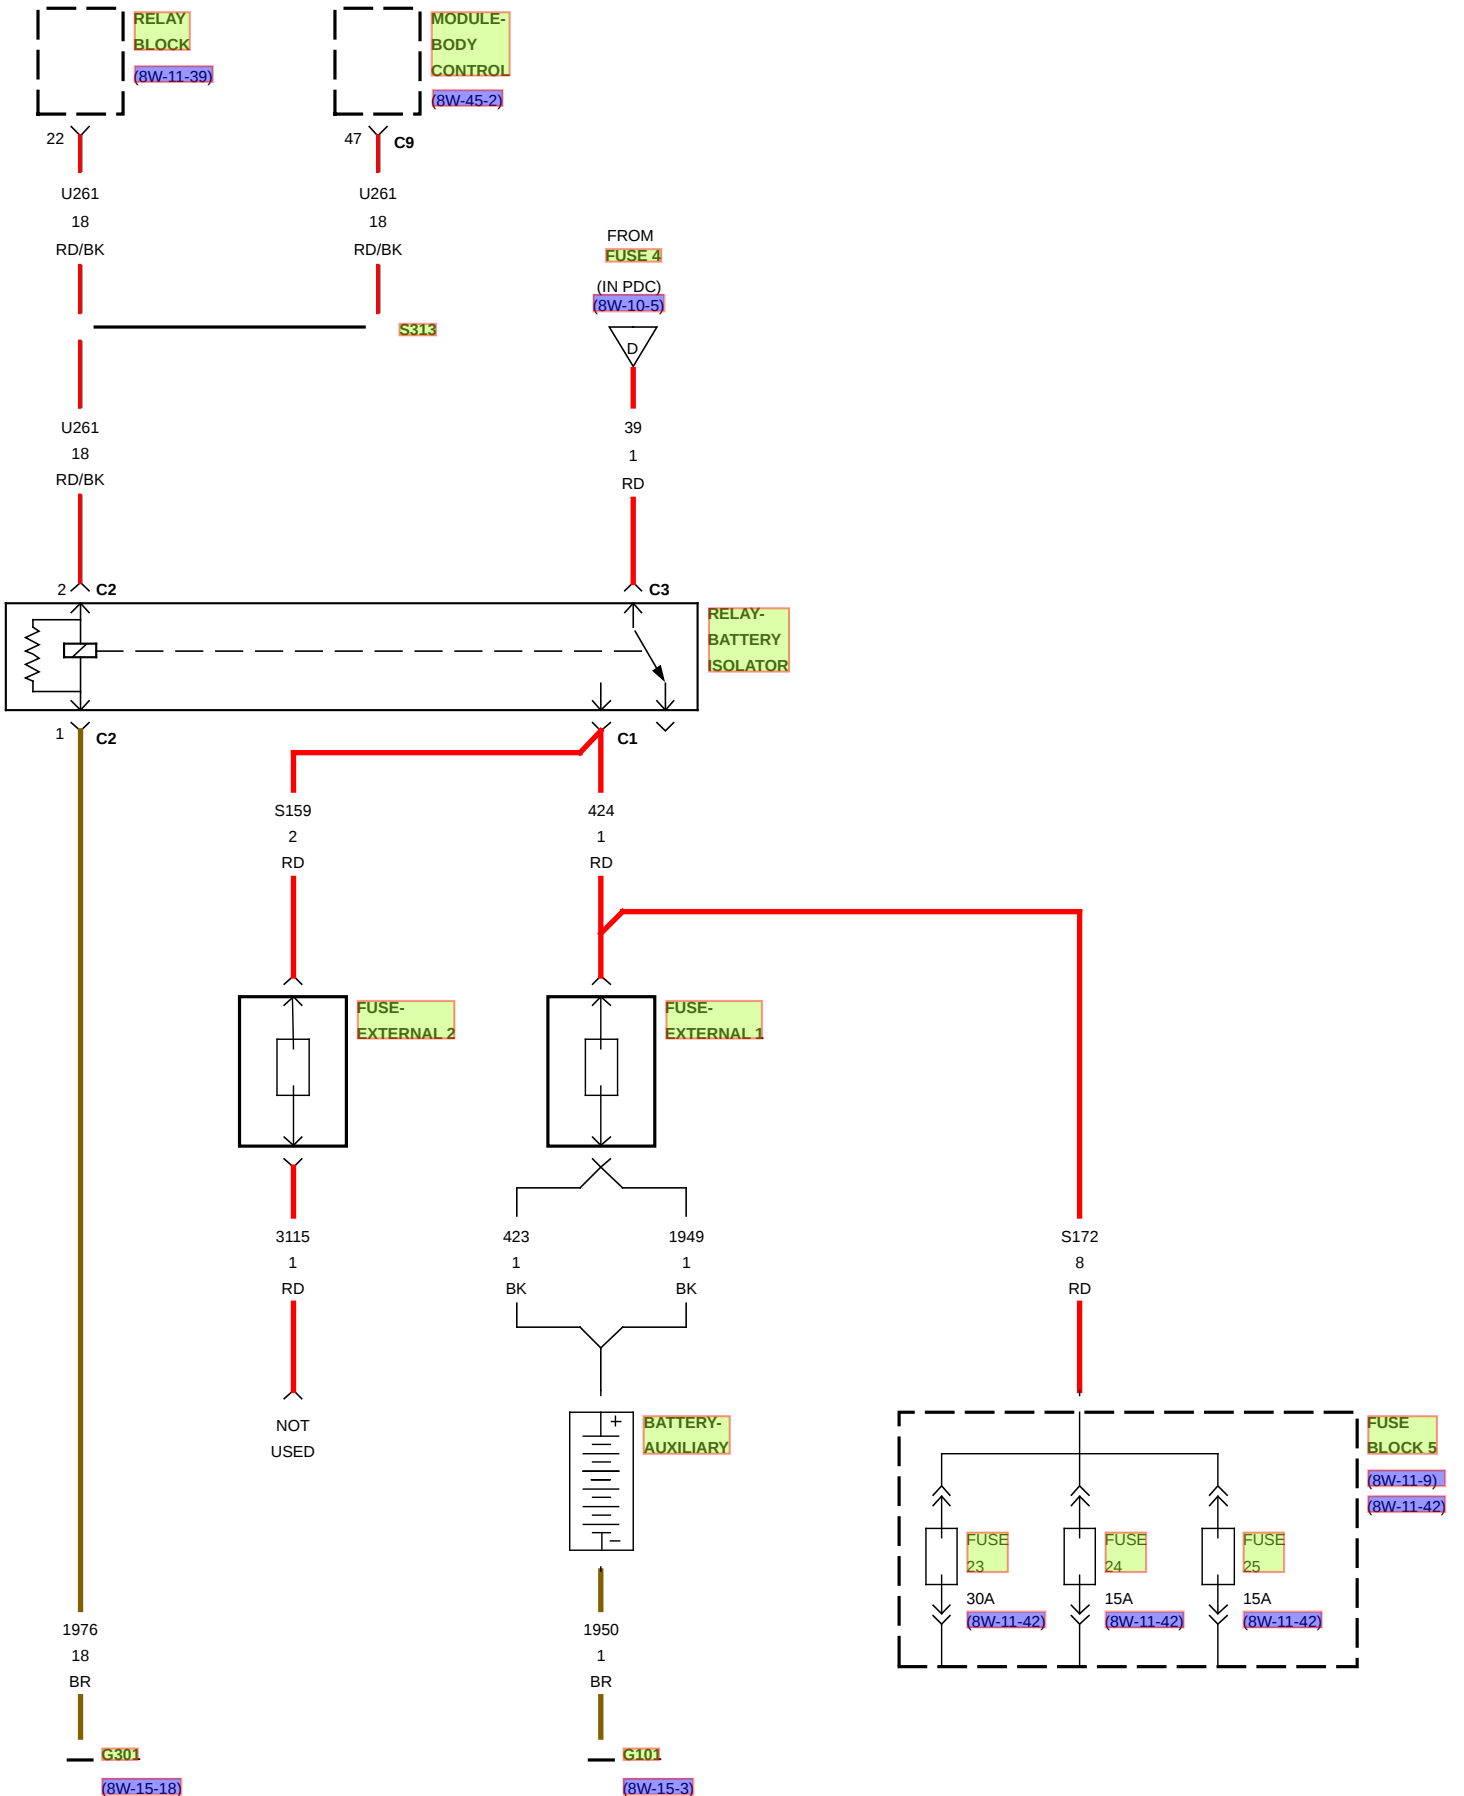 RELAY
BLOCK
(8W-11-39)
MODULE-
BODY
CONTROL
(8W-45-2)
22
47
C9
U261
18
RD/BK
U261
18
RD/BK
FROM
FUSE 4
(IN PDC)
(8W-10-5)
S313
D
U261
18
RD/BK
39
1
RD
2
C2
C3
RELAY-
BATTERY
ISOLATOR
1
C2
C1
S159
2
RD
424
1
RD
FUSE-
EXTERNAL 2
FUSE-
EXTERNAL 1
3115
1
RD
423
1
BK
1949
1
BK
S172
8
RD
NOT
USED
+
BATTERY-
AUXILIARY
−
FUSE
BLOCK 5
(8W-11-9)
(8W-11-42)
FUSE
23
30A
(8W-11-42)
FUSE
24
15A
(8W-11-42)
FUSE
25
15A
(8W-11-42)
1976
18
BR
1950
1
BR
G301
(8W-15-18)
G101
(8W-15-3)